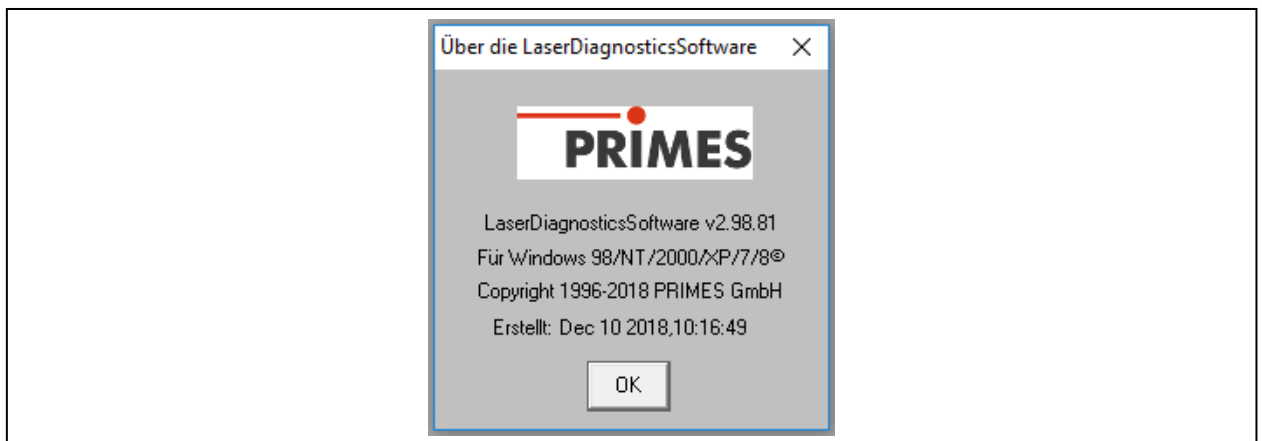 Über die LaserDiagnosticsSoftware
PRIMES
LaserDiagnosticsSoftware v2.98.81
Für Windows 98/NT/2000/XP/7/8©
Copyright 1996-2018 PRIMES GmbH
Erstellt: Dec 10 2018,10:16:49
OK